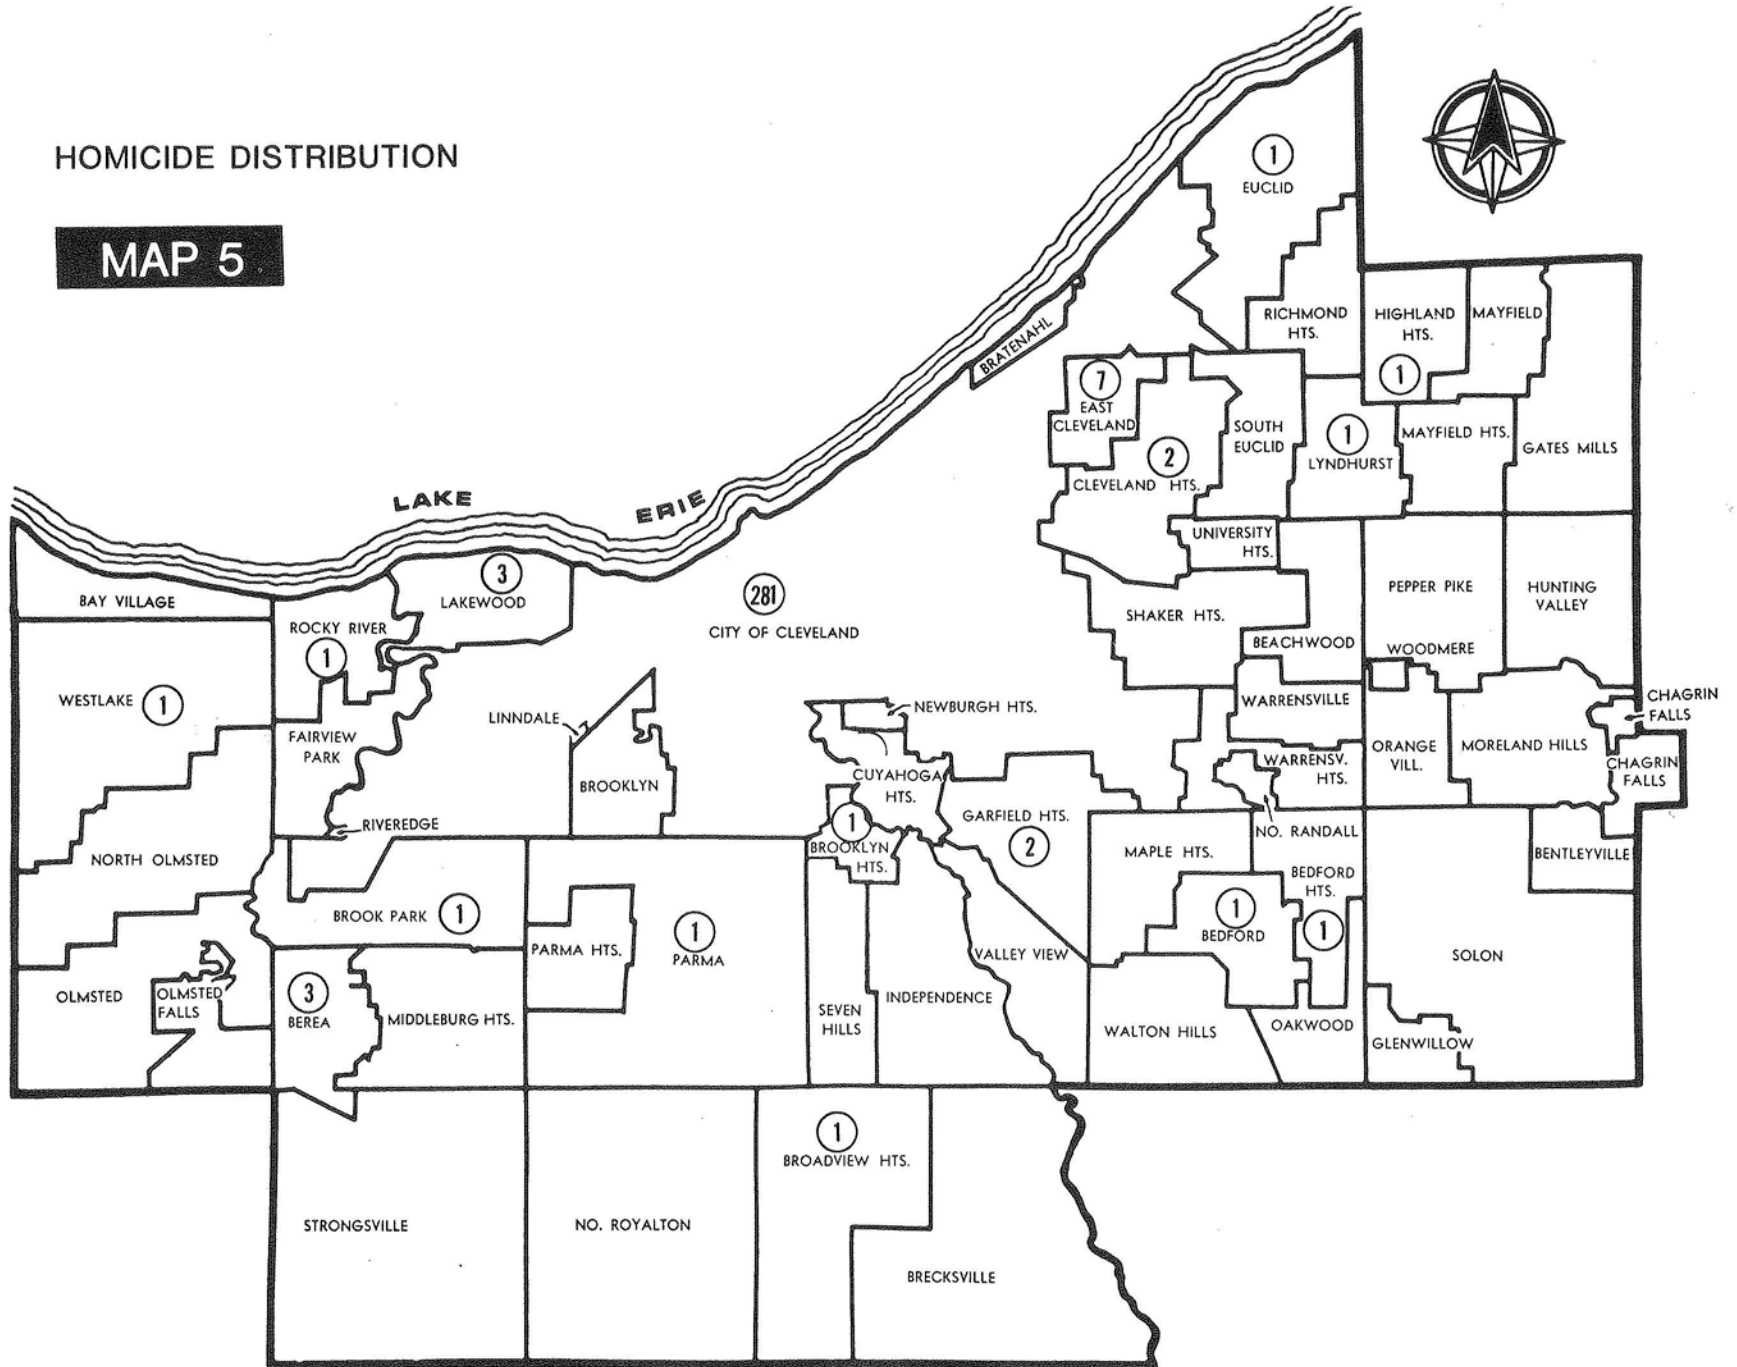 HOMICIDE DISTRIBUTION
MAP 5
LAKE
ERIE
1
EUCLID
RICHMOND
HTS.
HIGHLAND
HTS.
1
MAYFIELD
BRATENAHL
7
EAST
CLEVELAND
2
CLEVELAND HTS.
SOUTH
EUCLID
1
LYNDHURST
MAYFIELD HTS.
GATES MILLS
UNIVERSITY
HTS.
BAY VILLAGE
3
LAKEWOOD
281
CITY OF CLEVELAND
SHAKER HTS.
BEACHWOOD
PEPPER PIKE
HUNTING
VALLEY
WOODMERE
ROCKY RIVER
1
WESTLAKE
1
FAIRVIEW
PARK
LINNDALE
BROOKLYN
NEWBURGH HTS.
CUYAHOGA
HTS.
WARRENSVILLE
WARRENSV.
HTS.
ORANGE
VILL.
MORELAND HILLS
CHAGRIN
FALLS
CHAGRIN
FALLS
RIVEREDGE
NORTH OLMSTED
1
BROOKLYN
HTS.
GARFIELD HTS.
2
MAPLE HTS.
NO. RANDALL
BEDFORD
HTS.
1
BENTLEYVILLE
BROOK PARK
1
PARMA HTS.
1
PARMA
1
BEDFORD
SOLON
OLMSTED
OLMSTED
FALLS
3
BEREA
MIDDLEBURG HTS.
SEVEN
HILLS
INDEPENDENCE
VALLEY VIEW
WALTON HILLS
OAKWOOD
GLENWILLOW
STRONGSVILLE
NO. ROYALTON
1
BROADVIEW HTS.
BRECKSVILLE